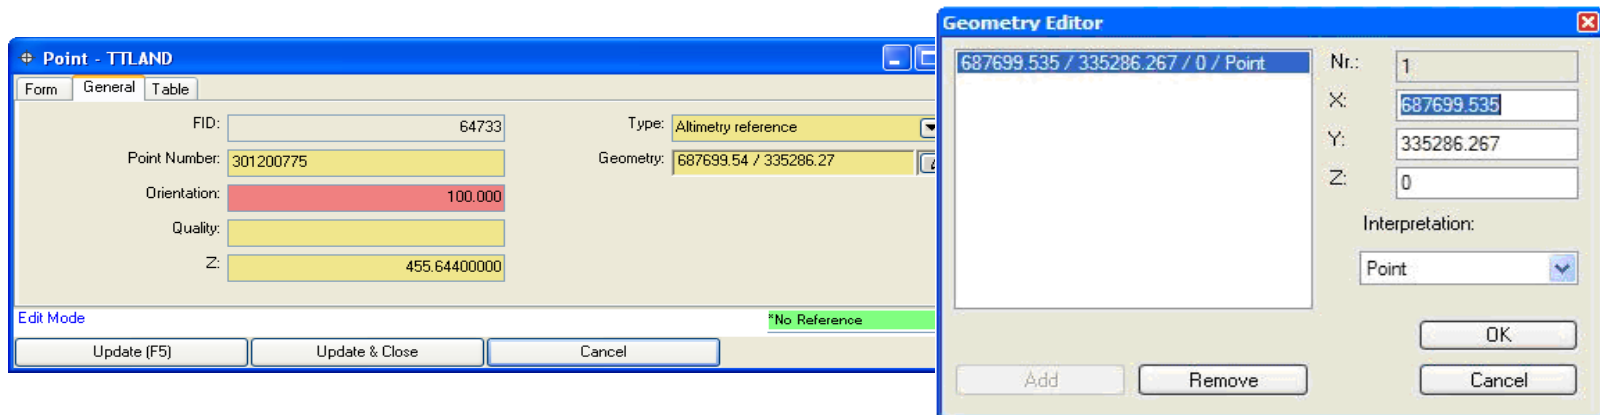 Point - TTLAND
Form General Table
FID: 64733
Type: Altimetry reference
Point Number: 301200775
Geometry: 687699.54 / 335286.27
Orientation: 100.000
Quality:
Z: 455.64400000
Edit Mode
*No Reference
Update (F5) Update & Close Cancel
Geometry Editor
687699.535 / 335286.267 / 0 / Point
Nr.: 1
X: 687699.535
Y: 335286.267
Z: 0
Interpretation:
Point
OK
Add Remove Cancel